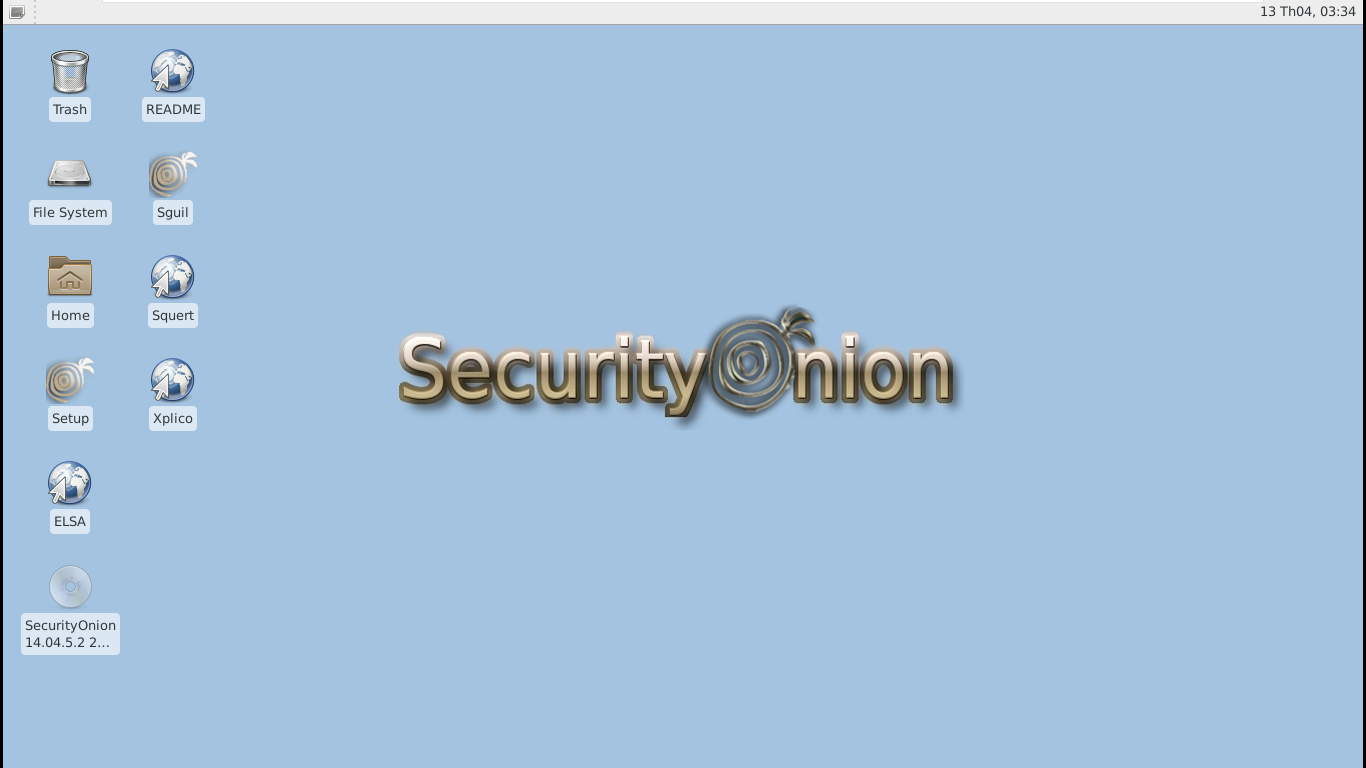 13 Th04, 03:34
Trash
README
File System
Sguil
Home
Squert
Setup
Xplico
ELSA
SecurityOnion
14.04.5.2 2...
SecurityOnion